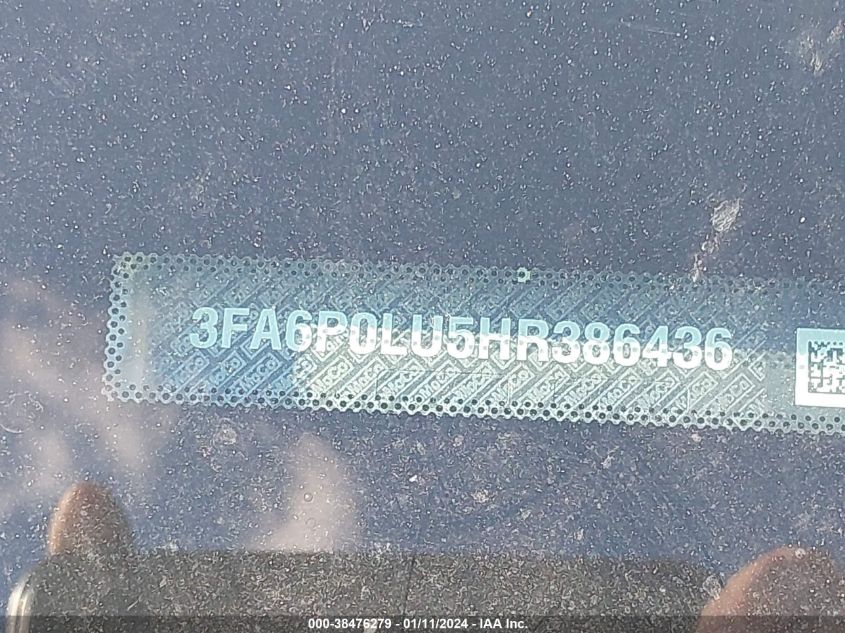 3FA6P0LU5HR386436
000-38476279 - 01/11/2024 - IAA Inc.